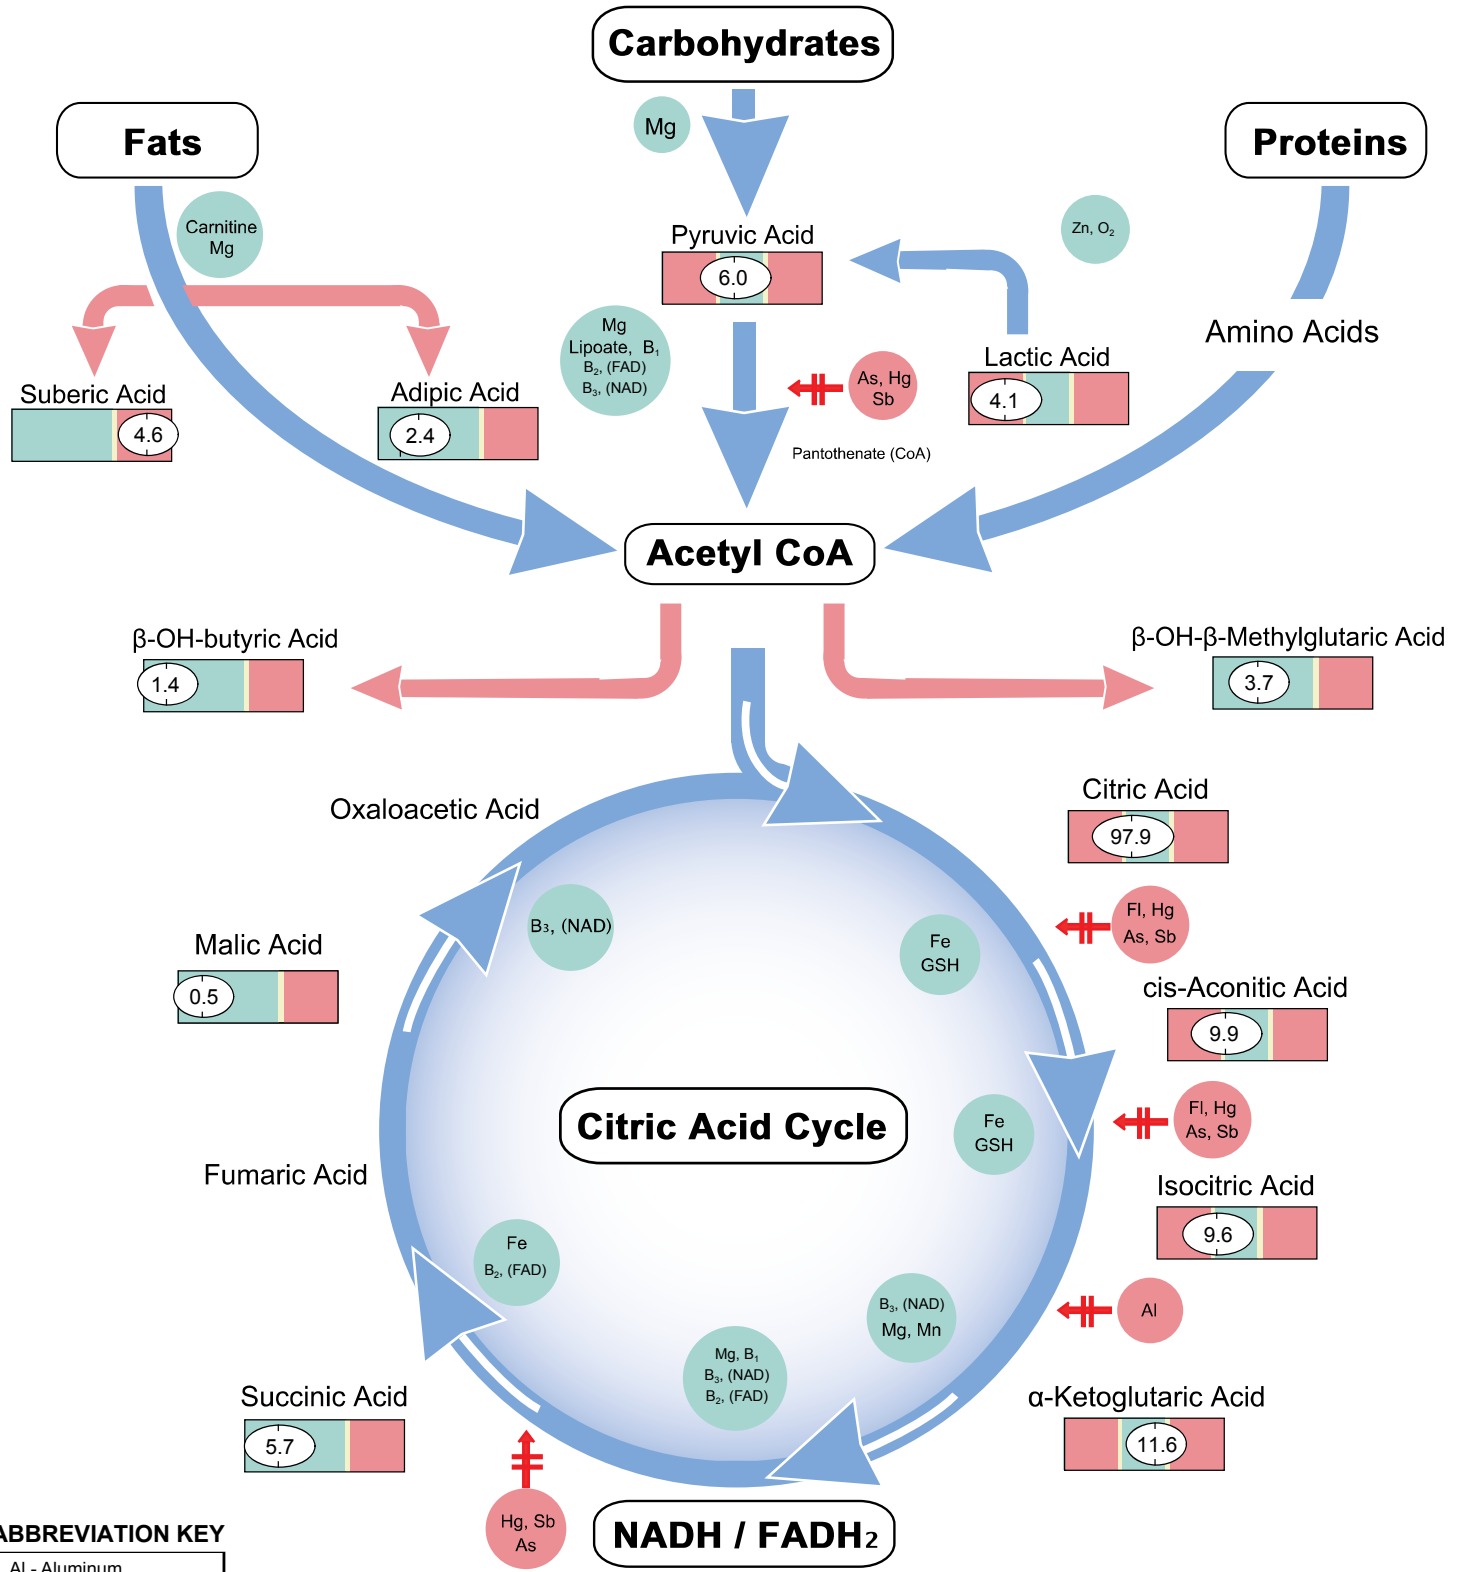 Carbohydrates
Fats
Proteins
Mg
Carnitine
Mg
Zn, O₂
Pyruvic Acid
6.0
Mg
Lipoate, B₁
B₂, (FAD)
B₃, (NAD)
Amino Acids
Lactic Acid
4.1
As, Hg
Sb
Suberic Acid
4.6
Adipic Acid
2.4
Pantothenate (CoA)
Acetyl CoA
β-OH-butyric Acid
1.4
β-OH-β-Methylglutaric Acid
3.7
Citric Acid
97.9
Oxaloacetic Acid
B₃, (NAD)
Fe
GSH
Fl, Hg
As, Sb
Malic Acid
0.5
cis-Aconitic Acid
9.9
Citric Acid Cycle
Fe
GSH
Fl, Hg
As, Sb
Fumaric Acid
Isocitric Acid
9.6
Fe
B₂, (FAD)
B₃, (NAD)
Mg, Mn
Al
Mg, B₁
B₃, (NAD)
B₂, (FAD)
Succinic Acid
5.7
α-Ketoglutaric Acid
11.6
Hg, Sb
As
NADH / FADH₂
ABBREVIATION KEY
Al - Aluminum